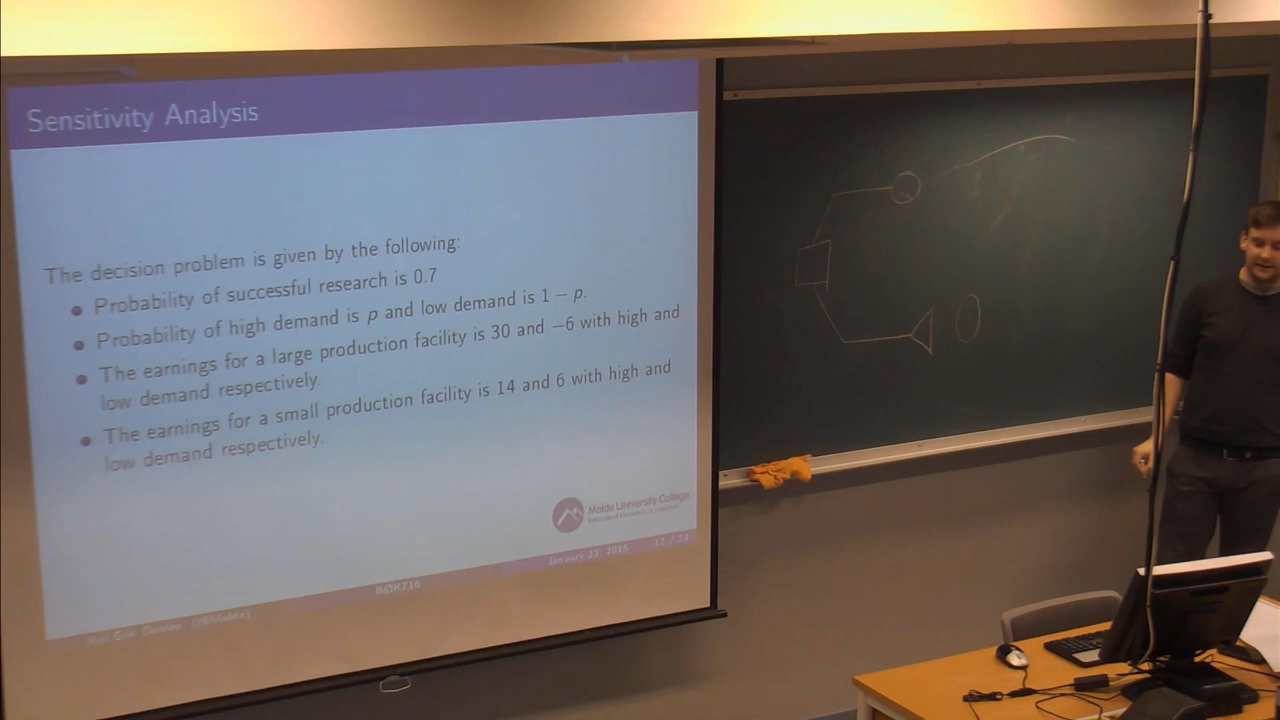 Sensitivity Analysis
The decision problem is given by the following:
• Probability of successful research is 0.7
• Probability of high demand is p and low demand is 1 − p.
• The earnings for a large production facility is 30 and −6 with high and
low demand respectively.
• The earnings for a small production facility is 14 and 6 with high and
low demand respectively.
Molde University College
January 23, 2015
BØK716